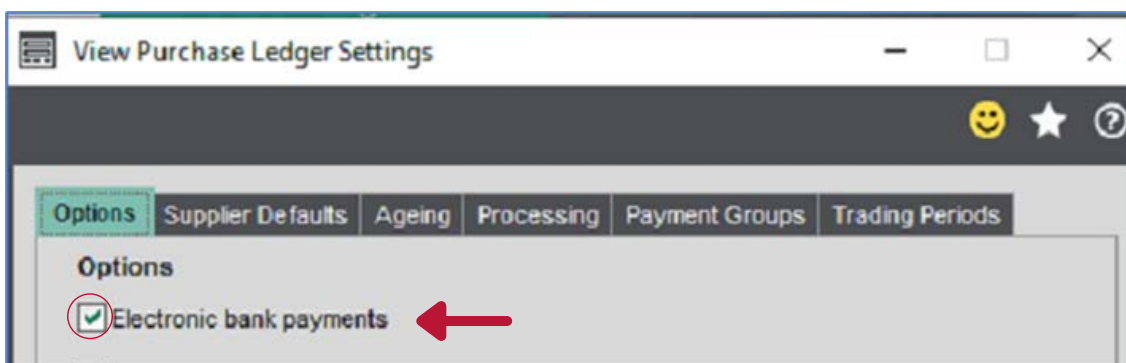 View Purchase Ledger Settings
Options Supplier Defaults Ageing Processing Payment Groups Trading Periods
Options
Electronic bank payments